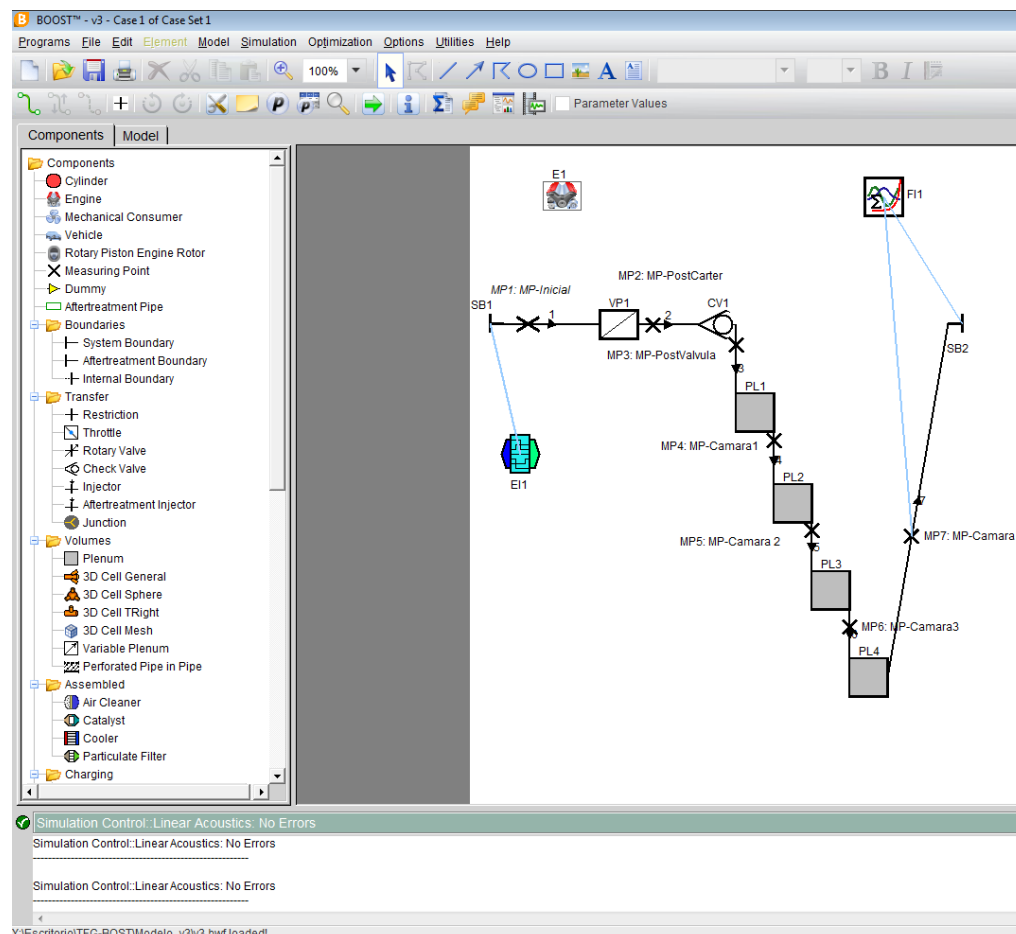 BOOST™ - v3 - Case 1 of Case Set 1
Programs File Edit Element Model Simulation Optimization Options Utilities Help
100% A B I
P P Parameter Values
Components Model
Components
Cylinder
Engine
Mechanical Consumer
Vehicle
Rotary Piston Engine Rotor
Measuring Point
Dummy
Aftertreatment Pipe
Boundaries
System Boundary
Aftertreatment Boundary
Internal Boundary
Transfer
Restriction
Throttle
Rotary Valve
Check Valve
Injector
Aftertreatment Injector
Junction
Volumes
Plenum
3D Cell General
3D Cell Sphere
3D Cell TRight
3D Cell Mesh
Variable Plenum
Perforated Pipe in Pipe
Assembled
Air Cleaner
Catalyst
Cooler
Particulate Filter
Charging
E1
FI1
MP2: MP-PostCarter
MP1: MP-Inicial
SB1
VP1
CV1
1
2
MP3: MP-PostValvula
SB2
3
PL1
MP4: MP-Camara1
4
EI1
PL2
7
MP5: MP-Camara 2
5
MP7: MP-Camara
PL3
MP6: MP-Camara3
6
PL4
Simulation Control::Linear Acoustics: No Errors
Simulation Control::Linear Acoustics: No Errors
Simulation Control::Linear Acoustics: No Errors
Y:\Escritorio\TFG-BOST\Modelo_v3\v3.bwf loaded!